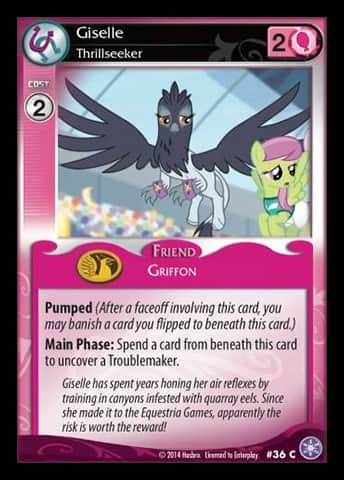 Giselle
Thrillseeker
2
COST
2
FRIEND
GRIFFON
Pumped (After a faceoff involving this card, you
may banish a card you flipped to beneath this card.)
Main Phase: Spend a card from beneath this card
to uncover a Troublemaker.
Giselle has spent years honing her air reflexes by
training in canyons infested with quarray eels. Since
she made it to the Equestria Games, apparently the
risk is worth the reward!
© 2014 Hasbro. Licensed to Enterplay.
#36 C